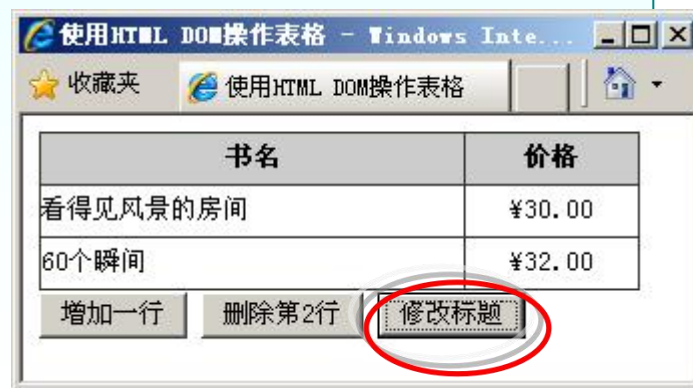 使用HTML DOM操作表格 - Windows Inte...
收藏夹 使用HTML DOM操作表格
书名 价格
看得见风景的房间 ¥30.00
60个瞬间 ¥32.00
增加一行 删除第2行 修改标题